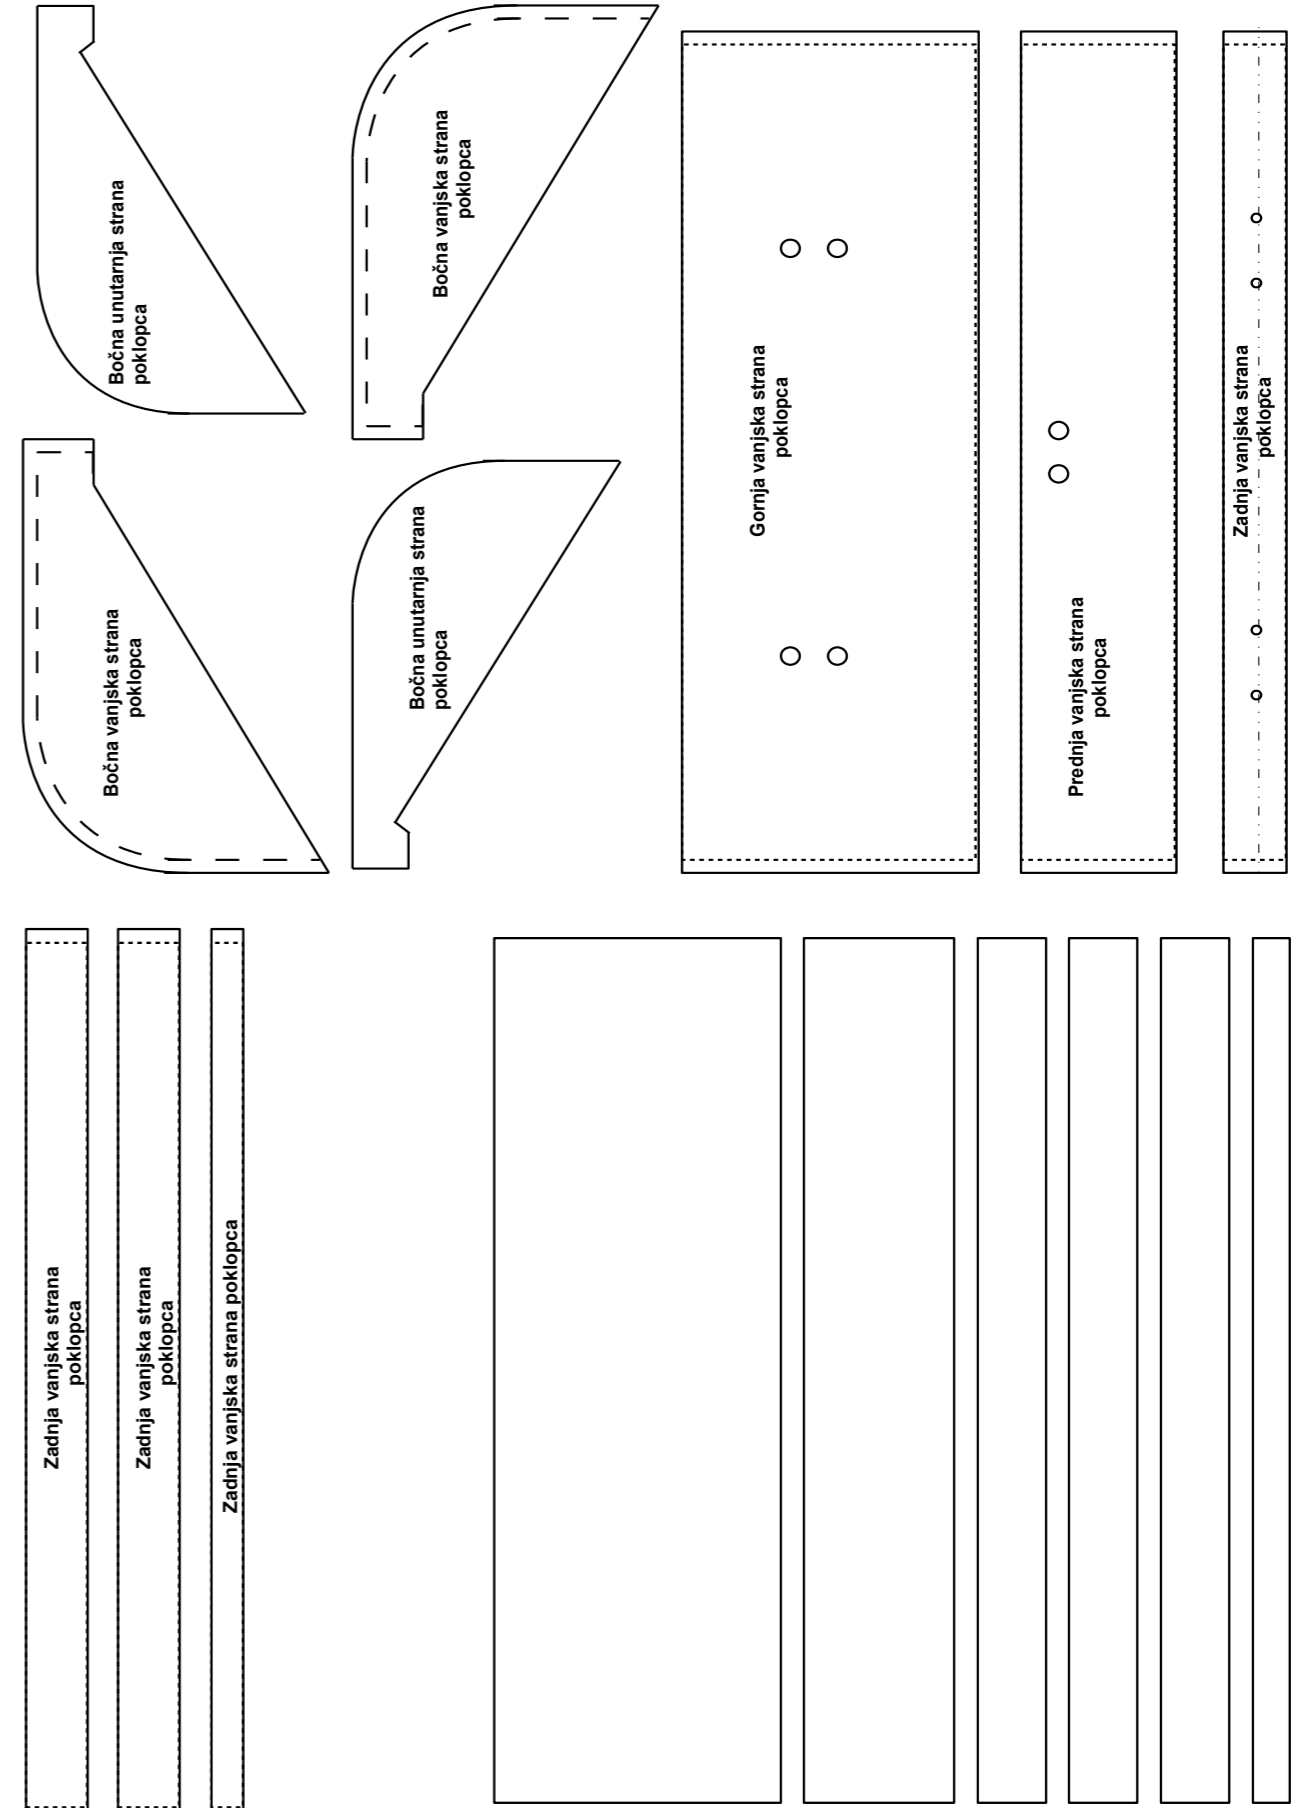 Bočna unutarnja strana
poklopca
Bočna vanjska strana
poklopca
Bočna vanjska strana
poklopca
Bočna unutarnja strana
poklopca
Gornja vanjska strana
poklopca
Prednja vanjska strana
poklopca
Zadnja vanjska strana
poklopca
Zadnja vanjska strana
poklopca
Zadnja vanjska strana
poklopca
Zadnja vanjska strana poklopca